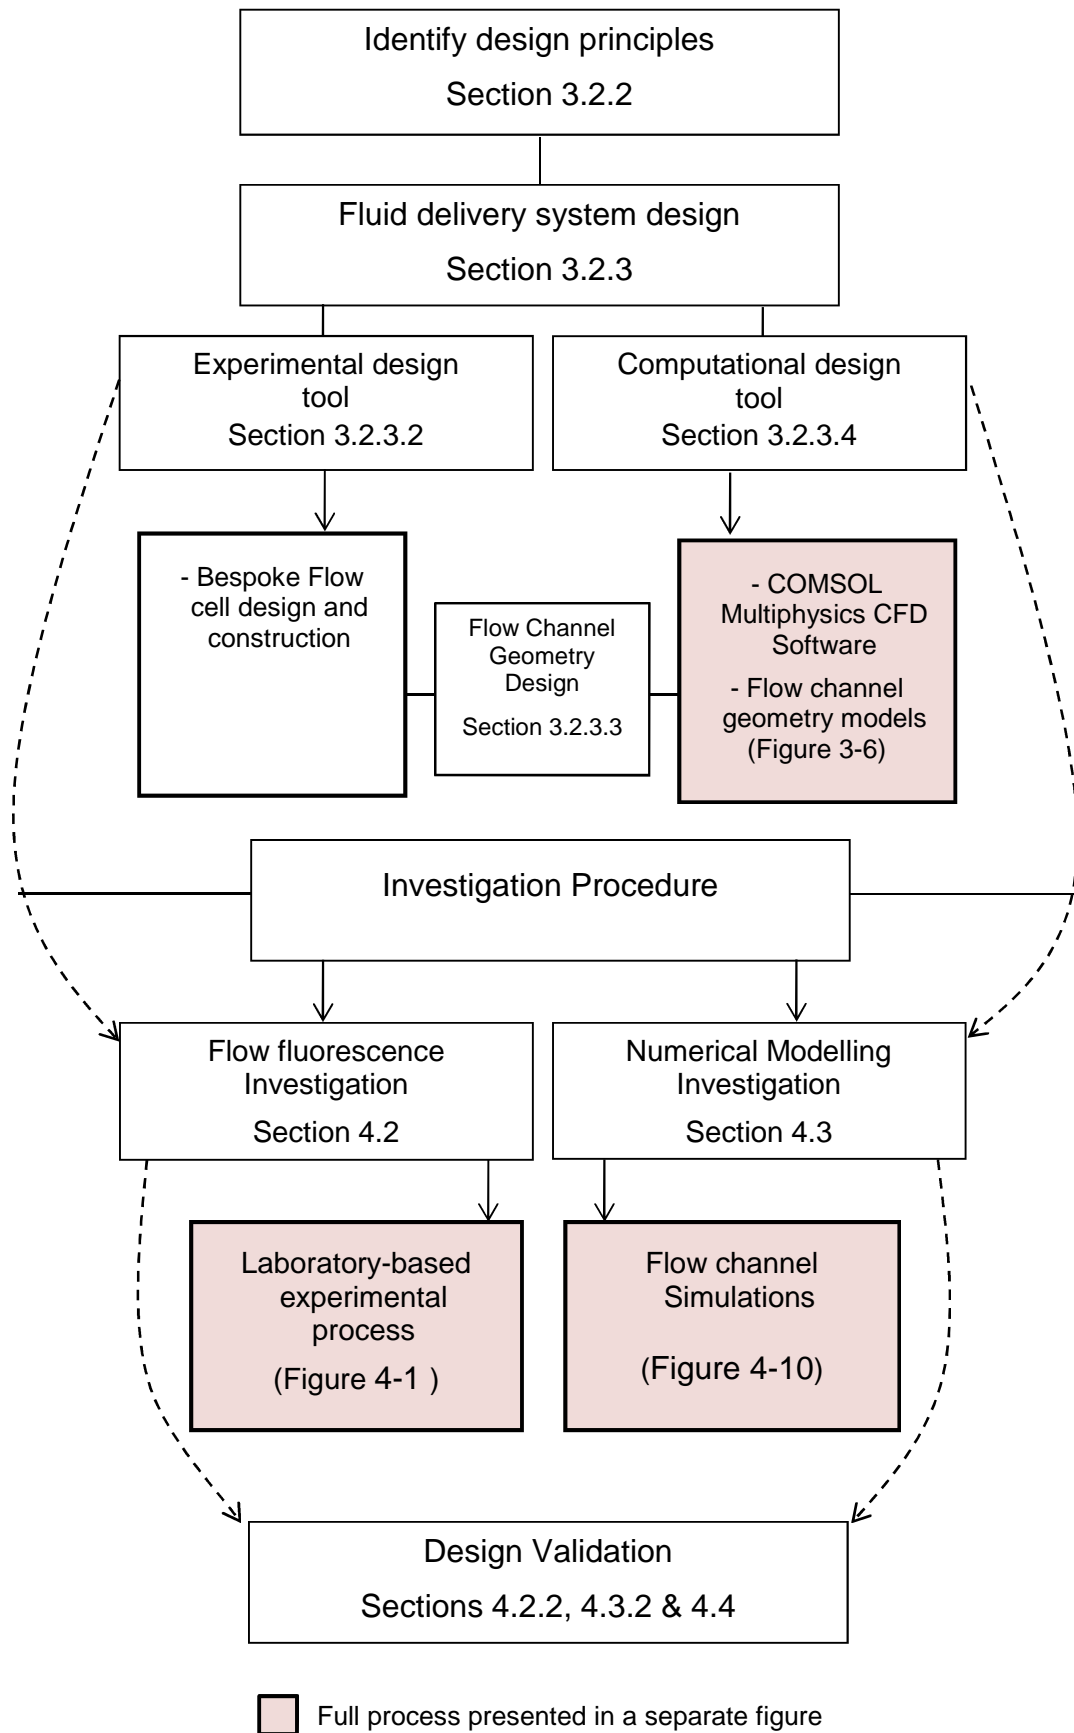 Identify design principles
Section 3.2.2
Fluid delivery system design
Section 3.2.3
Experimental design
tool
Section 3.2.3.2
Computational design
tool
Section 3.2.3.4
- Bespoke Flow
cell design and
construction
Flow Channel
Geometry
Design
Section 3.2.3.3
- COMSOL
Multiphysics CFD
Software
- Flow channel
geometry models
(Figure 3-6)
Investigation Procedure
Flow fluorescence
Investigation
Section 4.2
Numerical Modelling
Investigation
Section 4.3
Laboratory-based
experimental
process
(Figure 4-1 )
Flow channel
Simulations
(Figure 4-10)
Design Validation
Sections 4.2.2, 4.3.2 & 4.4
Full process presented in a separate figure